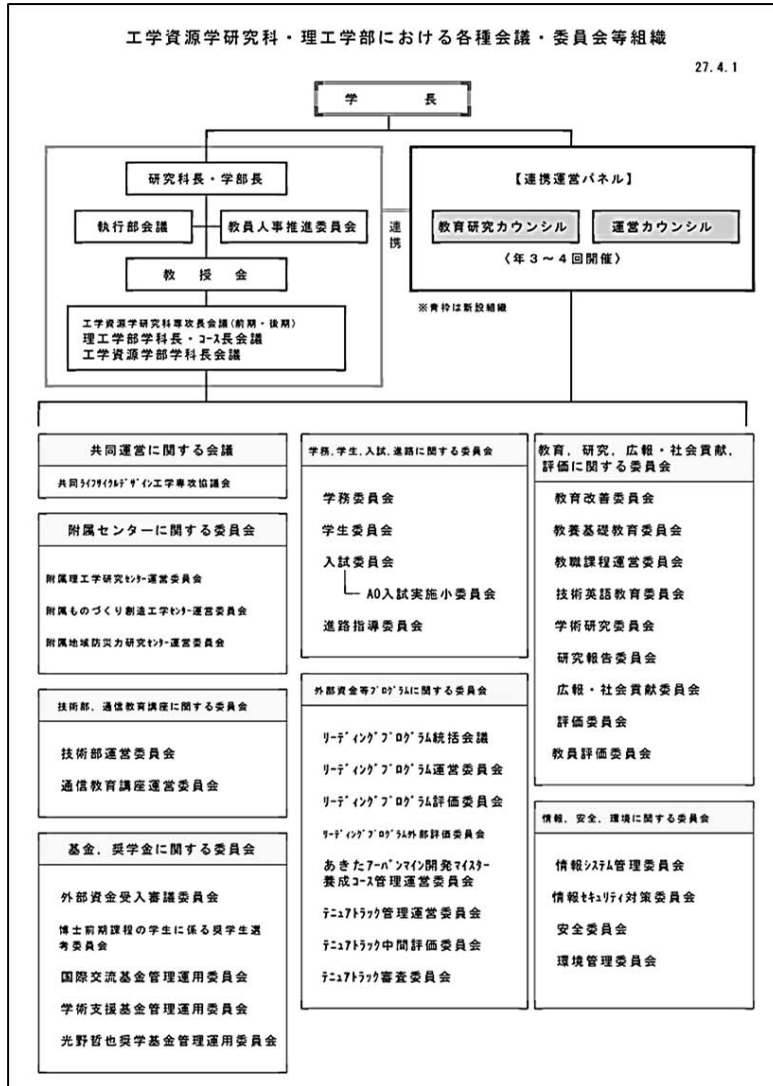 工学資源学研究科・理工学部における各種会議・委員会等組織
27.4.1
学 長
研究科長・学部長
執行部会議
教員人事推進委員会
教 授 会
工学資源学研究科専攻長会議(前期・後期)
理工学部学科長・コース長会議
工学資源学部学科長会議
連携
【連携運営パネル】
教育研究カウンシル
運営カウンシル
〈年3〜4回開催〉
※青枠は新設組織
共同運営に関する会議
共同ライフサイクルデザイン工学専攻協議会
附属センターに関する委員会
附属理工学研究センター運営委員会
附属ものづくり創造工学センター運営委員会
附属地域防災力研究センター運営委員会
技術部,通信教育講座に関する委員会
技術部運営委員会
通信教育講座運営委員会
基金,奨学金に関する委員会
外部資金受入審議委員会
博士前期課程の学生に係る奨学生選
考委員会
国際交流基金管理運用委員会
学術支援基金管理運用委員会
光野哲也奨学基金管理運用委員会
学務,学生,入試,進路に関する委員会
学務委員会
学生委員会
入試委員会
AO入試実施小委員会
進路指導委員会
外部資金等プログラムに関する委員会
リーディングプログラム統括会議
リーディングプログラム運営委員会
リーディングプログラム評価委員会
リーディングプログラム外部評価委員会
あきたアーバンマイン開発マイスター
養成コース管理運営委員会
テニュアトラック管理運営委員会
テニュアトラック中間評価委員会
テニュアトラック審査委員会
教育,研究,広報・社会貢献,
評価に関する委員会
教育改善委員会
教養基礎教育委員会
教職課程運営委員会
技術英語教育委員会
学術研究委員会
研究報告委員会
広報・社会貢献委員会
評価委員会
教員評価委員会
情報,安全,環境に関する委員会
情報システム管理委員会
情報セキュリティ対策委員会
安全委員会
環境管理委員会